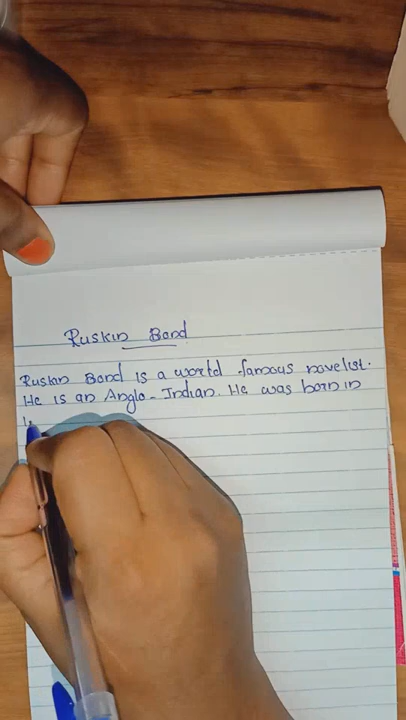 Ruskin Bond
Ruskin Bond is a world famous novelist.
He is an Anglo-Indian. He was born in